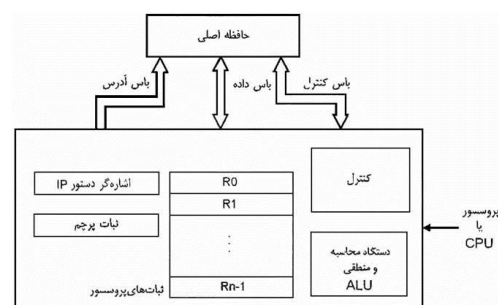 حافظه اصلی
باس آدرس
باس داده
باس کنترل
اشاره‌گر دستور IP
ثبات پرچم
R0
R1
⋮
Rn-1
ثبات‌های‌پروسسور
کنترل
دستگاه محاسبه
و منطقی
ALU
پروسسور
یا
CPU